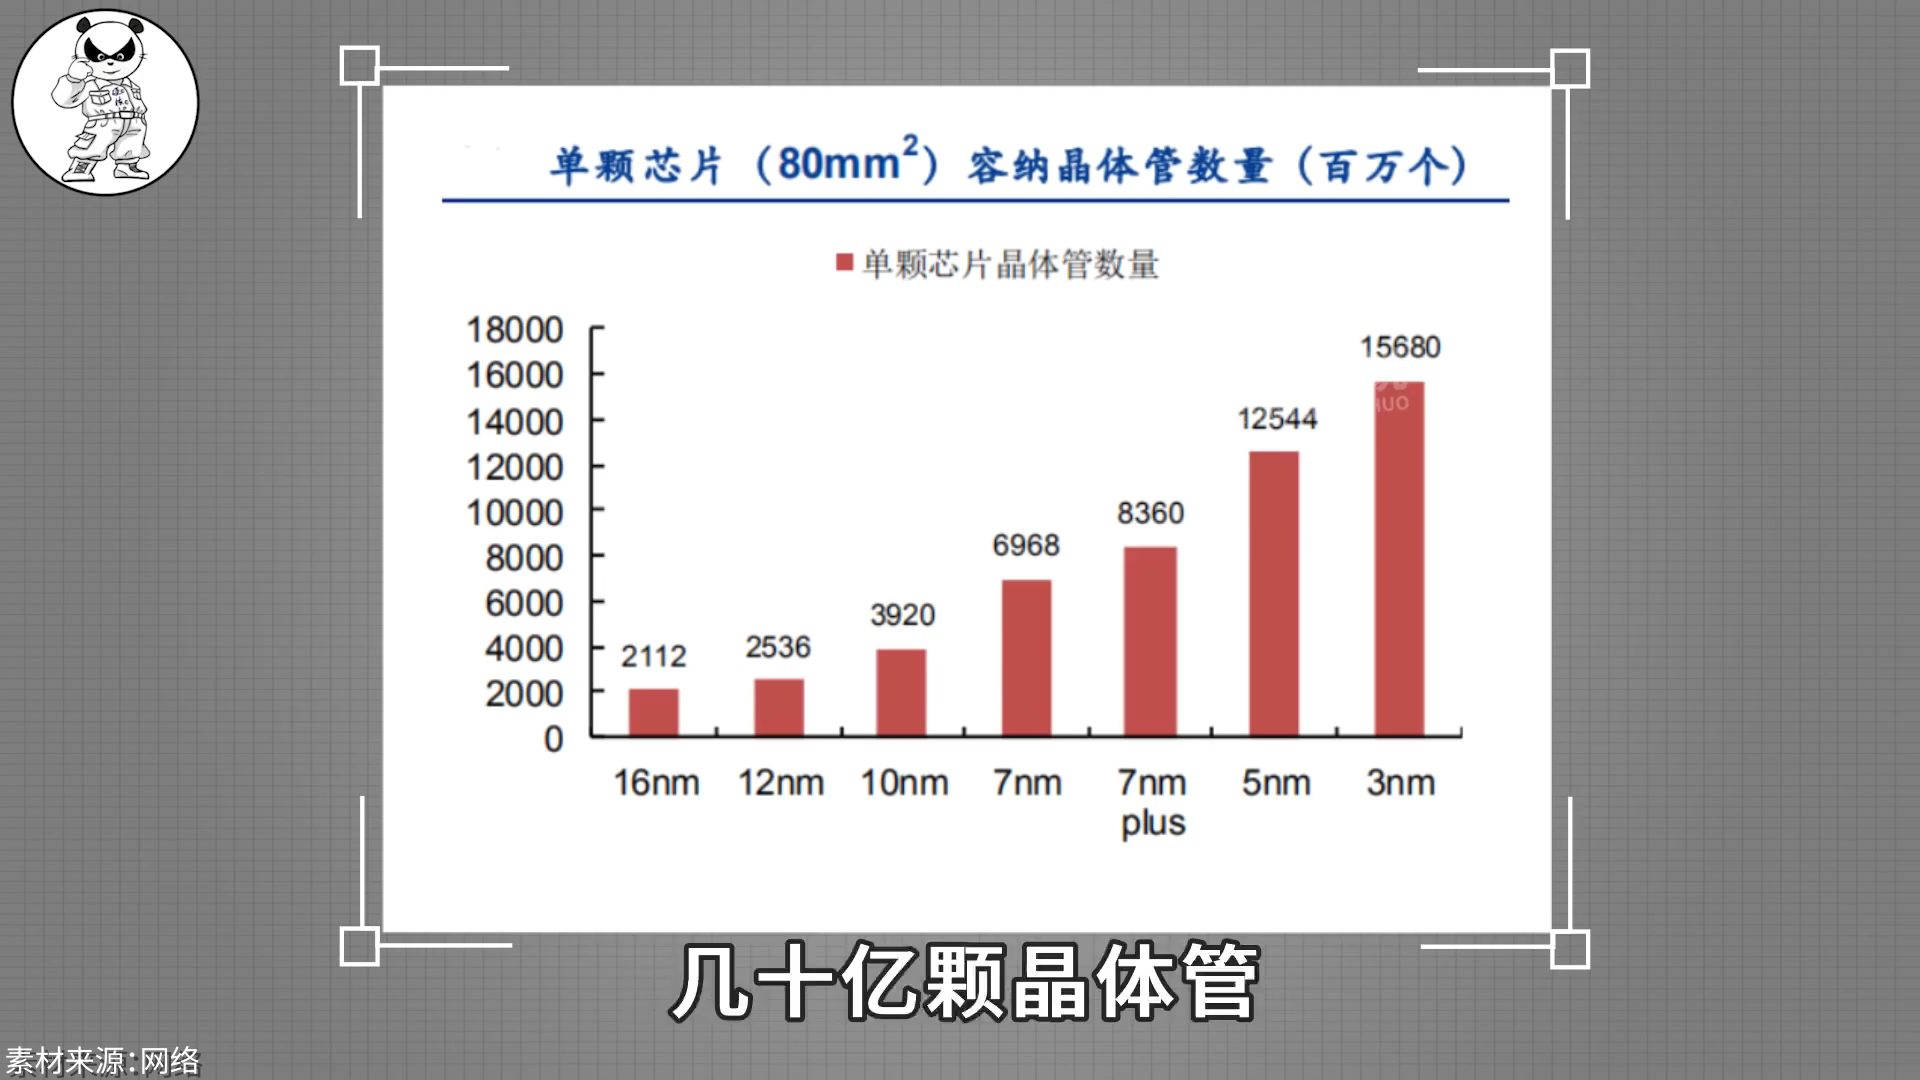 单颗芯片（80mm²）容纳晶体管数量（百万个）
单颗芯片晶体管数量
18000
16000
14000
12000
10000
8000
6000
4000
2000
0
2112
2536
3920
6968
8360
12544
15680
16nm
12nm
10nm
7nm
7nm plus
5nm
3nm
几十亿颗晶体管
素材来源:网络